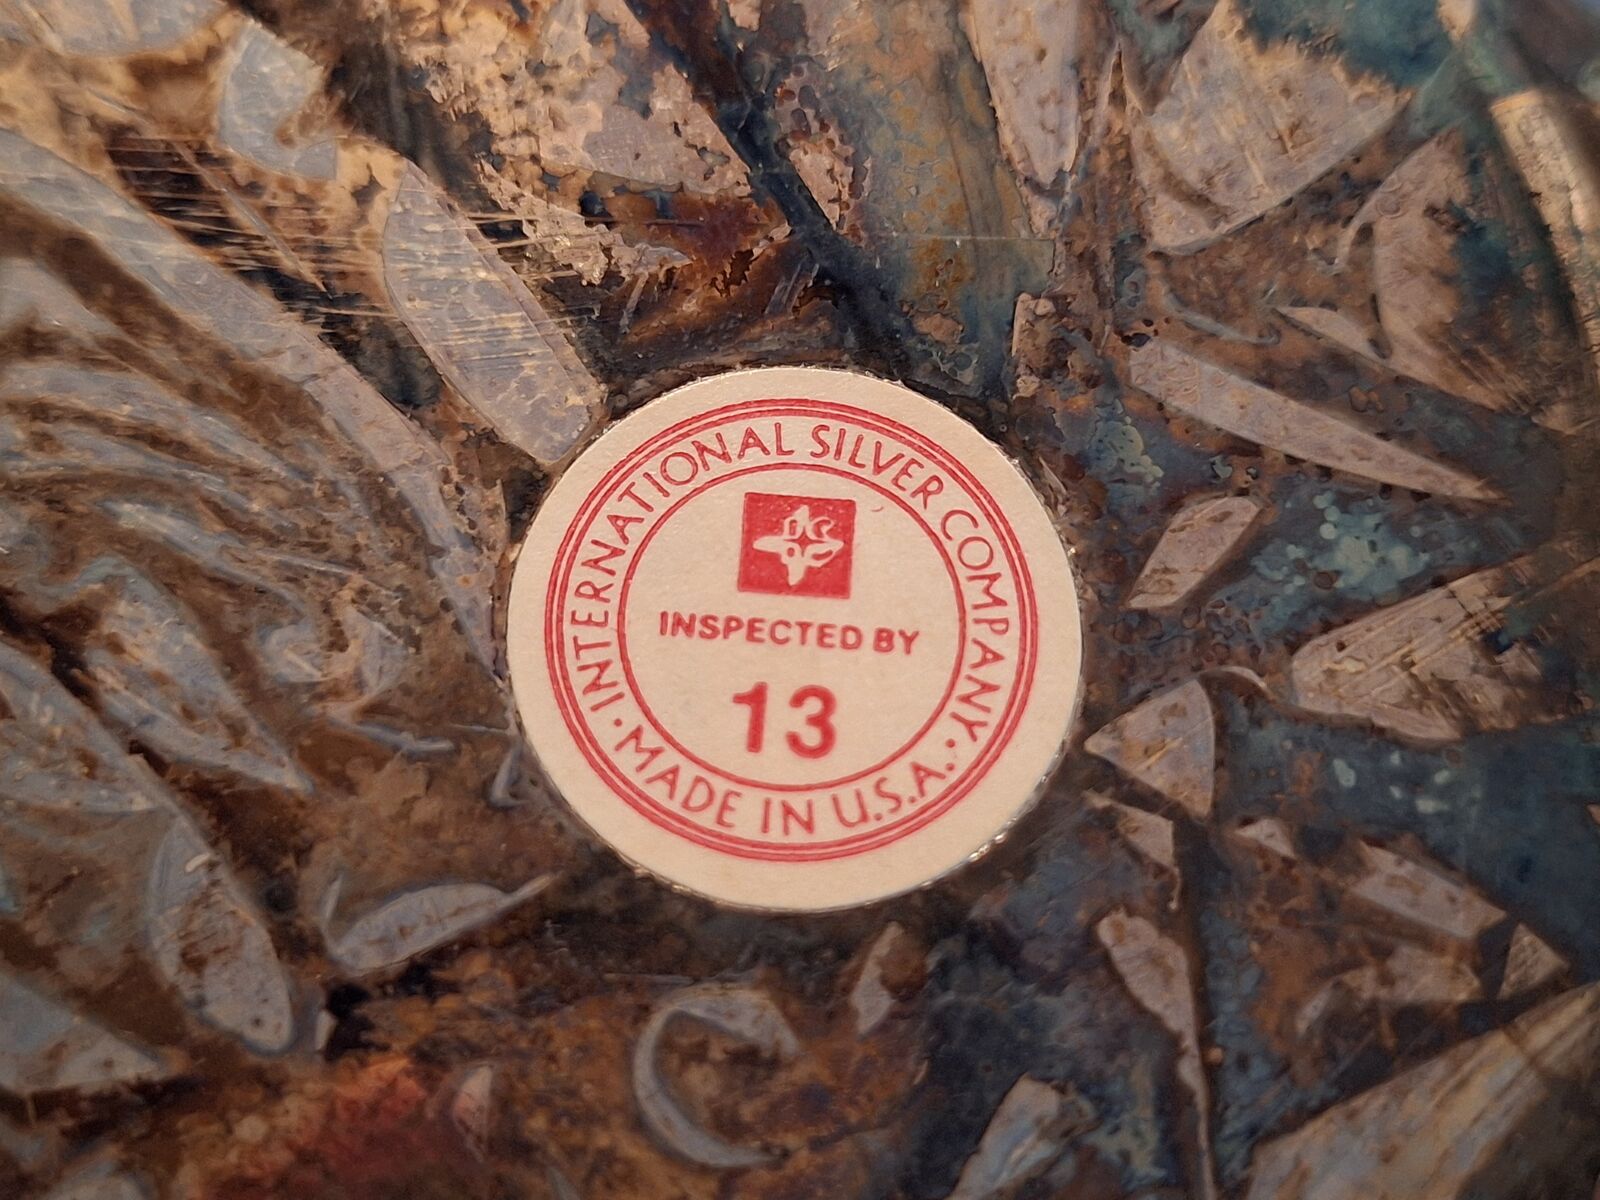 INTERNATIONAL SILVER COMPANY
INSPECTED BY
13
· MADE IN U.S.A. ·